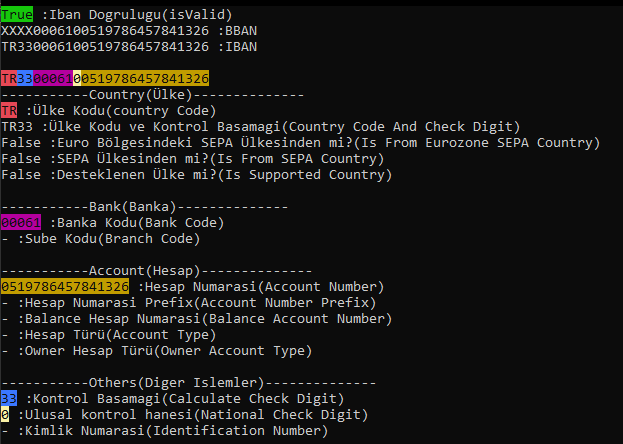 True :Iban Dogrulugu(isValid)
XXXX0006100519786457841326 :BBAN
TR330006100519786457841326 :IBAN
TR330006100519786457841326
-----------Country(Ülke)--------------
TR :Ülke Kodu(country Code)
TR33 :Ülke Kodu ve Kontrol Basamagi(Country Code And Check Digit)
False :Euro Bölgesindeki SEPA Ülkesinden mi?(Is From Eurozone SEPA Country)
False :SEPA Ülkesinden mi?(Is From SEPA Country)
False :Desteklenen Ülke mi?(Is Supported Country)
-----------Bank(Banka)--------------
00061 :Banka Kodu(Bank Code)
- :Sube Kodu(Branch Code)
-----------Account(Hesap)--------------
0519786457841326 :Hesap Numarasi(Account Number)
- :Hesap Numarasi Prefix(Account Number Prefix)
- :Balance Hesap Numarasi(Balance Account Number)
- :Hesap Türü(Account Type)
- :Owner Hesap Türü(Owner Account Type)
-----------Others(Diger Islemler)--------------
33 :Kontrol Basamagi(Calculate Check Digit)
0 :Ulusal kontrol hanesi(National Check Digit)
- :Kimlik Numarasi(Identification Number)